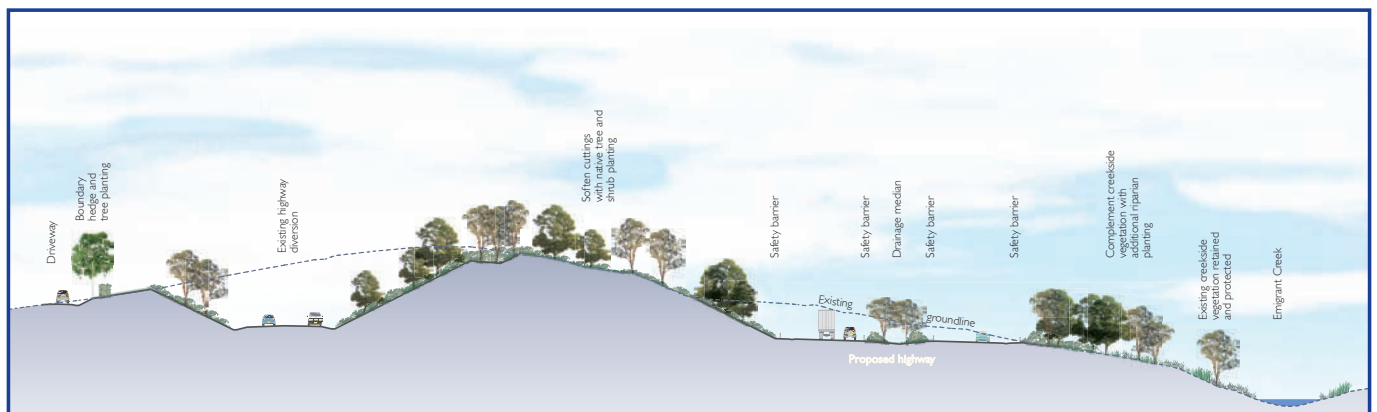 Driveway
Boundary
hedge and
tree planting
Existing highway
diversion
Soften cuttings
with native tree and
shrub planting
Safety barrier
Safety barrier
Drainage median
Safety barrier
Safety barrier
Complement creekside
vegetation with
additional riparian
planting
Existing creekside
vegetation retained
and protected
Emigrant Creek
Existing
groundline
Proposed highway